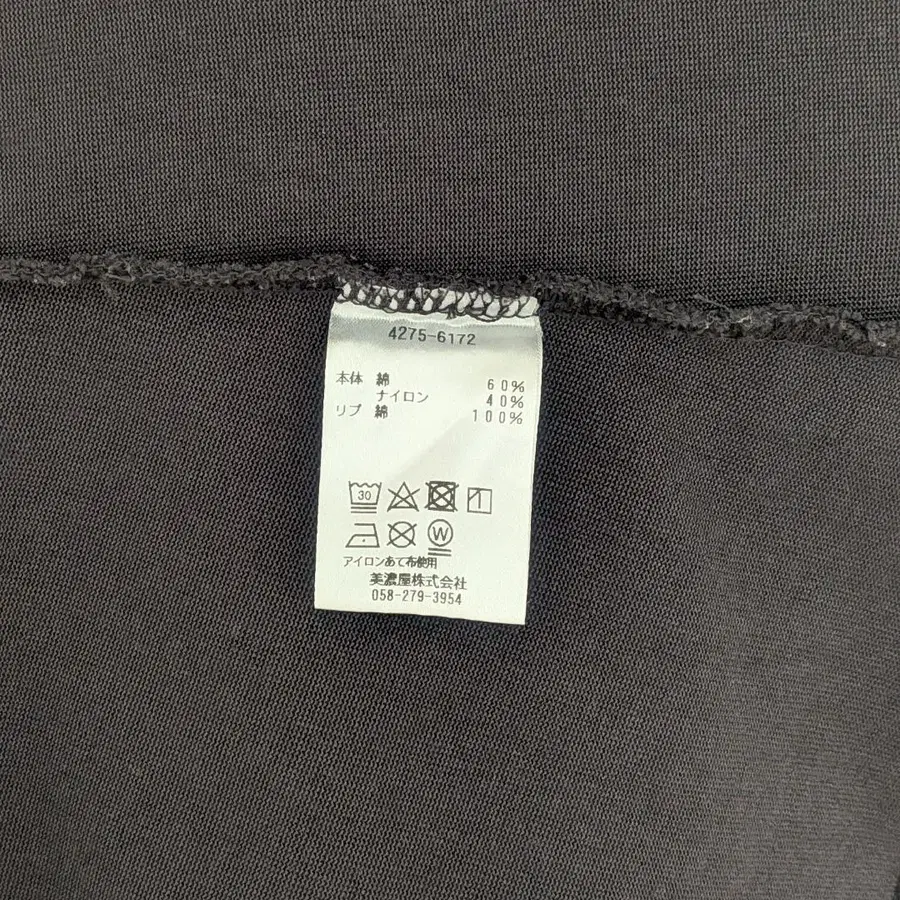 4275-6172
本体 綿 60%
ナイロン 40%
リブ 綿 100%
30
W
アイロンあて布使用
美濃屋株式会社
058-279-3954